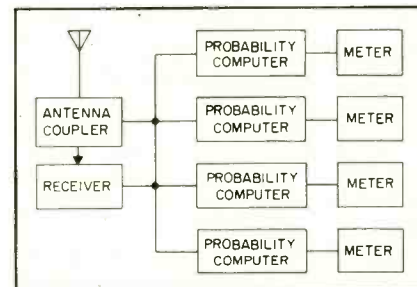 PROBABILITY
COMPUTER
METER
ANTENNA
COUPLER
PROBABILITY
COMPUTER
METER
RECEIVER
PROBABILITY
COMPUTER
METER
PROBABILITY
COMPUTER
METER